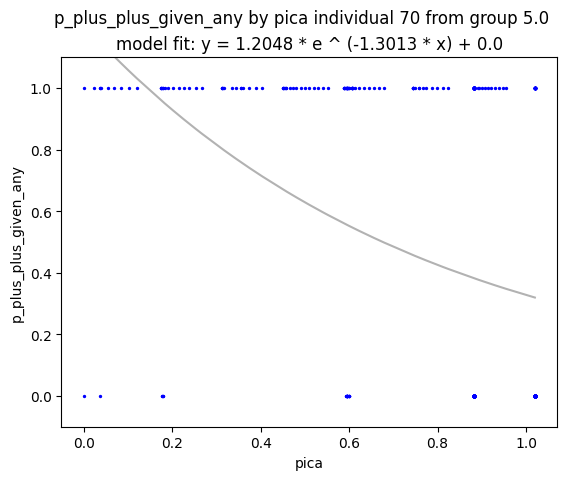 p_plus_plus_given_any by pica individual 70 from group 5.0
model fit: y = 1.2048 * e ^ (-1.3013 * x) + 0.0
1.0
0.8
0.6
0.4
0.2
0.0
p_plus_plus_given_any
0.0 0.2 0.4 0.6 0.8 1.0
pica